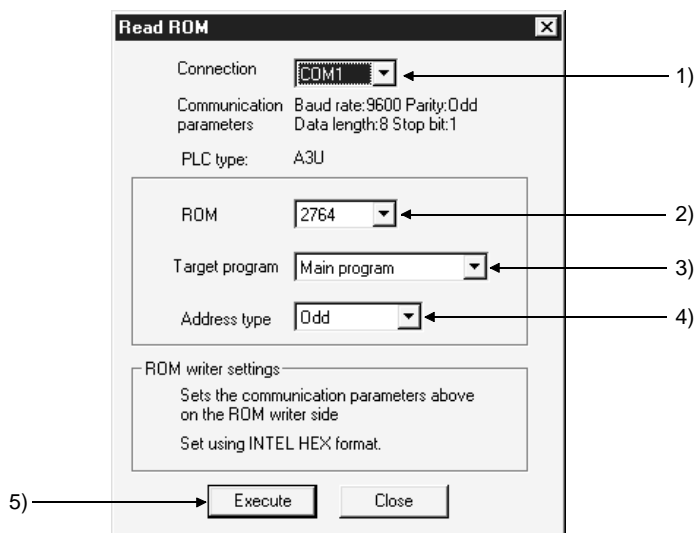 Read ROM
Connection COM1 1)
Communication Baud rate:9600 Parity:Odd
parameters Data length:8 Stop bit:1
PLC type: A3U
ROM 2764 2)
Target program Main program 3)
Address type Odd 4)
ROM writer settings
Sets the communication parameters above
on the ROM writer side
Set using INTEL HEX format.
5) Execute Close